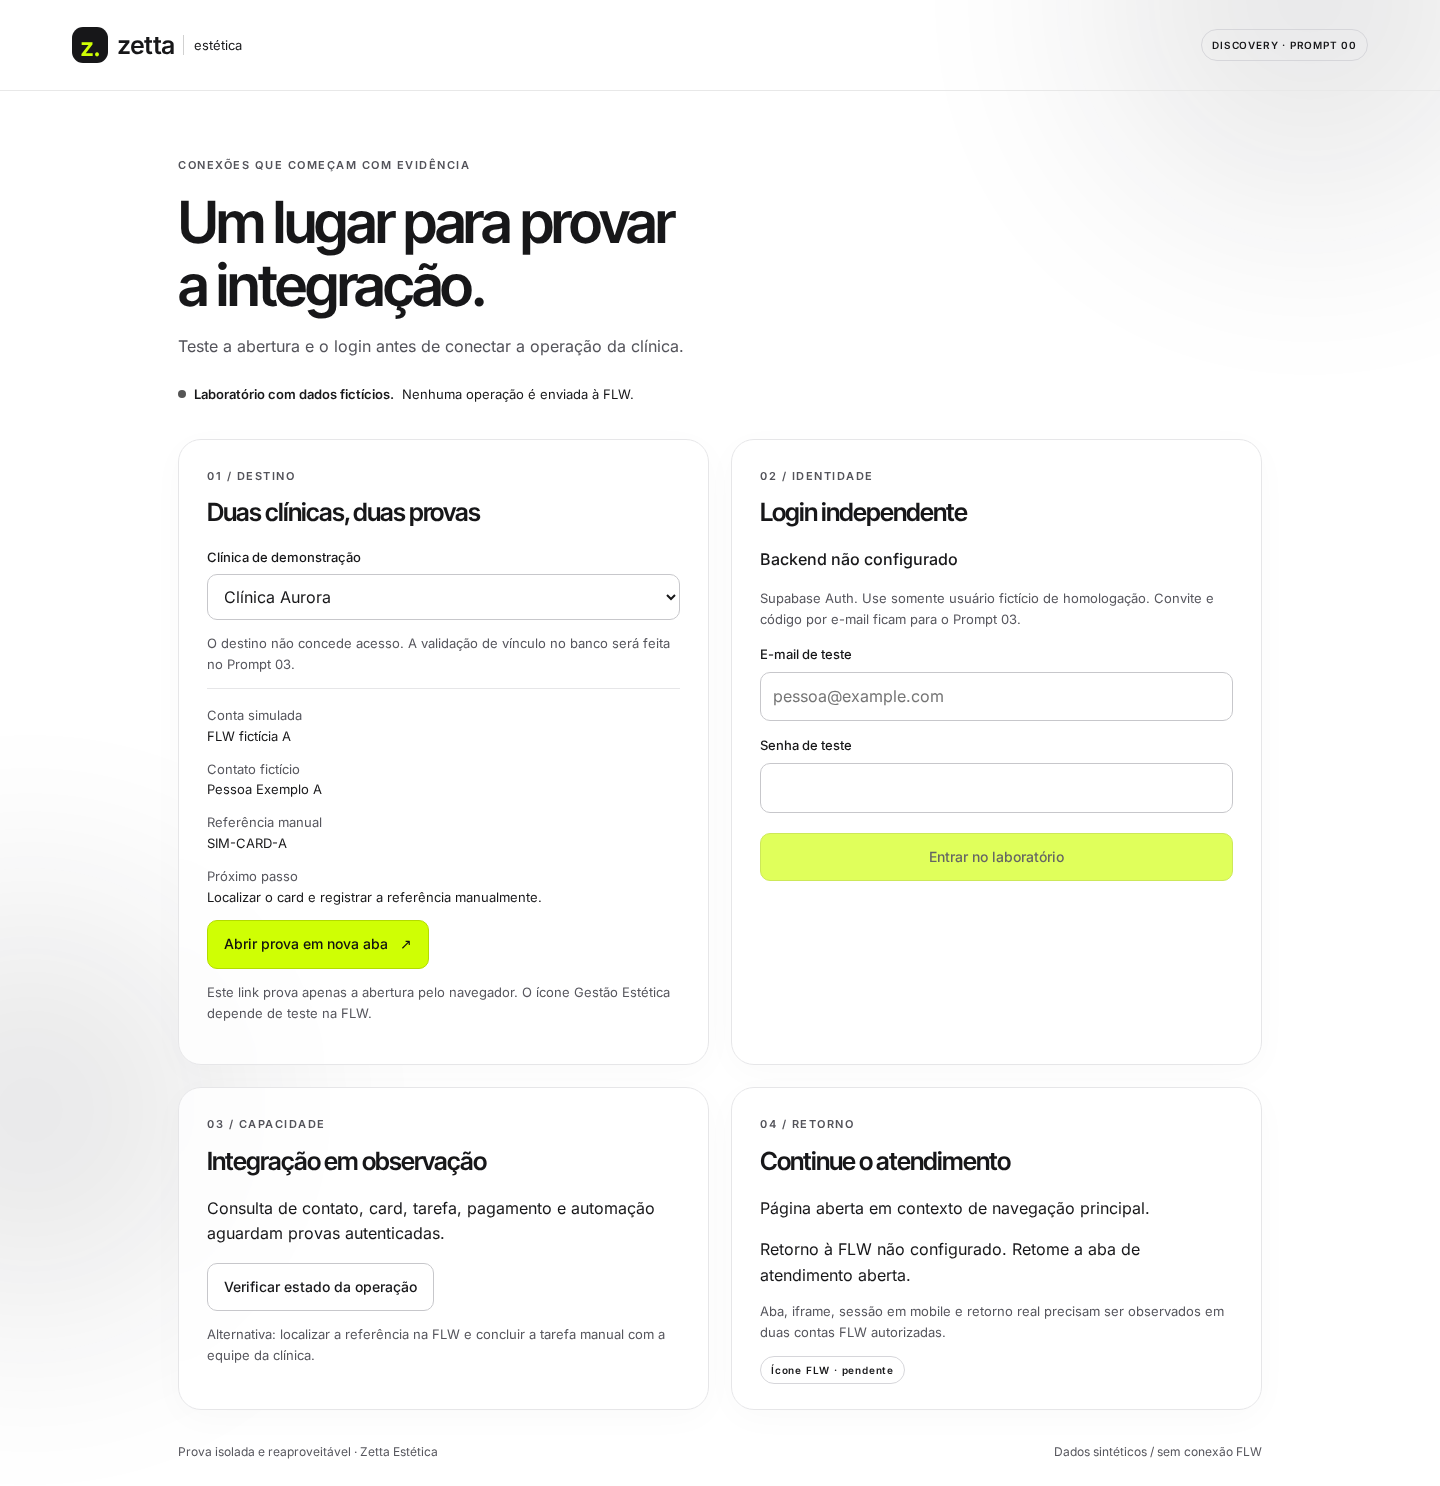 z. zetta estética
DISCOVERY · PROMPT 00
CONEXÕES QUE COMEÇAM COM EVIDÊNCIA
Um lugar para provar
a integração.
Teste a abertura e o login antes de conectar a operação da clínica.
Laboratório com dados fictícios. Nenhuma operação é enviada à FLW.
01 / DESTINO
Duas clínicas, duas provas
Clínica de demonstração
Clínica Aurora
O destino não concede acesso. A validação de vínculo no banco será feita
no Prompt 03.
Conta simulada
FLW fictícia A
Contato fictício
Pessoa Exemplo A
Referência manual
SIM-CARD-A
Próximo passo
Localizar o card e registrar a referência manualmente.
Abrir prova em nova aba ↗
Este link prova apenas a abertura pelo navegador. O ícone Gestão Estética
depende de teste na FLW.
02 / IDENTIDADE
Login independente
Backend não configurado
Supabase Auth. Use somente usuário fictício de homologação. Convite e
código por e-mail ficam para o Prompt 03.
E-mail de teste
pessoa@example.com
Senha de teste
Entrar no laboratório
03 / CAPACIDADE
Integração em observação
Consulta de contato, card, tarefa, pagamento e automação
aguardam provas autenticadas.
Verificar estado da operação
Alternativa: localizar a referência na FLW e concluir a tarefa manual com a
equipe da clínica.
04 / RETORNO
Continue o atendimento
Página aberta em contexto de navegação principal.
Retorno à FLW não configurado. Retome a aba de
atendimento aberta.
Aba, iframe, sessão em mobile e retorno real precisam ser observados em
duas contas FLW autorizadas.
Ícone FLW · pendente
Prova isolada e reaproveitável · Zetta Estética
Dados sintéticos / sem conexão FLW